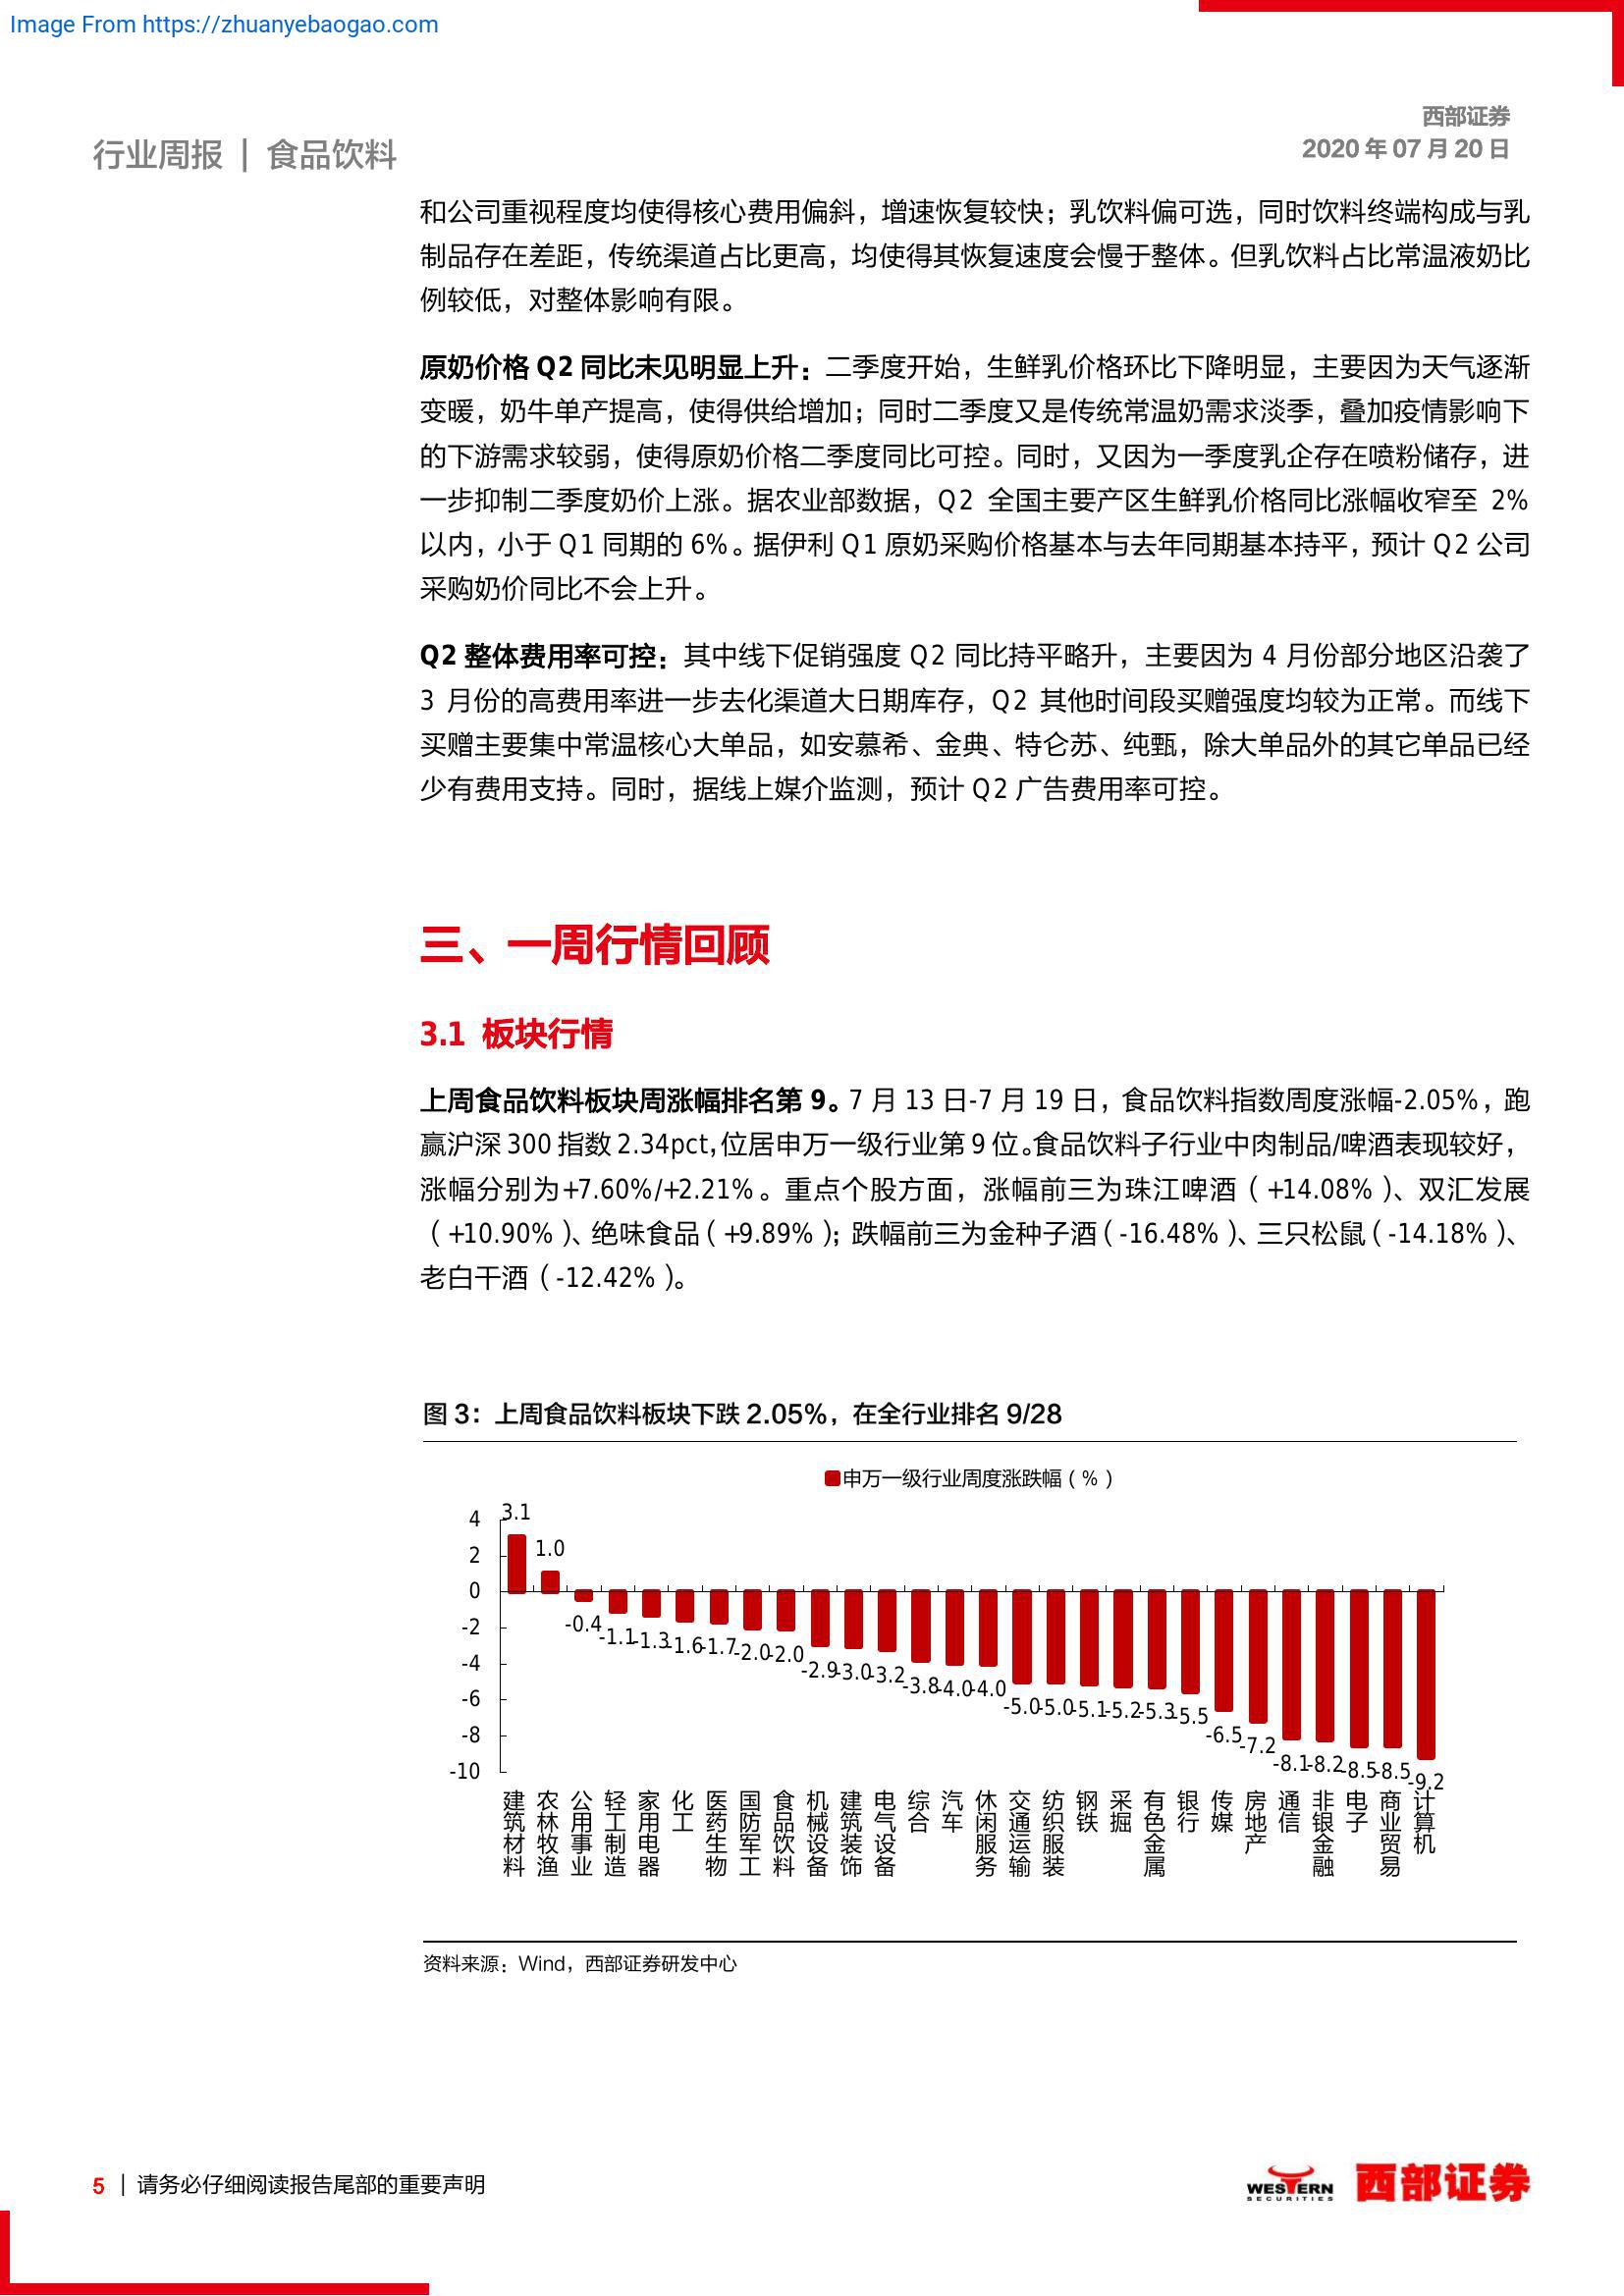 Image From https://zhuanyebaogao.com
西部证券
行业周报 | 食品饮料
2020 年 07 月 20 日
和公司重视程度均使得核心费用偏斜，增速恢复较快；乳饮料偏可选，同时饮料终端构成与乳
制品存在差距，传统渠道占比更高，均使得其恢复速度会慢于整体。但乳饮料占比常温液奶比
例较低，对整体影响有限。
原奶价格 Q2 同比未见明显上升：二季度开始，生鲜乳价格环比下降明显，主要因为天气逐渐
变暖，奶牛单产提高，使得供给增加；同时二季度又是传统常温奶需求淡季，叠加疫情影响下
的下游需求较弱，使得原奶价格二季度同比可控。同时，又因为一季度乳企存在喷粉储存，进
一步抑制二季度奶价上涨。据农业部数据，Q2 全国主要产区生鲜乳价格同比涨幅收窄至 2%
以内，小于 Q1 同期的 6%。据伊利 Q1 原奶采购价格基本与去年同期基本持平，预计 Q2 公司
采购奶价同比不会上升。
Q2 整体费用率可控：其中线下促销强度 Q2 同比持平略升，主要因为 4 月份部分地区沿袭了
3 月份的高费用率进一步去化渠道大日期库存，Q2 其他时间段买赠强度均较为正常。而线下
买赠主要集中常温核心大单品，如安慕希、金典、特仑苏、纯甄，除大单品外的其它单品已经
少有费用支持。同时，据线上媒介监测，预计 Q2 广告费用率可控。
三、一周行情回顾
3.1 板块行情
上周食品饮料板块周涨幅排名第 9。7 月 13 日-7 月 19 日，食品饮料指数周度涨幅-2.05%，跑
赢沪深 300 指数 2.34pct，位居申万一级行业第 9 位。食品饮料子行业中肉制品/啤酒表现较好，
涨幅分别为+7.60%/+2.21%。重点个股方面，涨幅前三为珠江啤酒（+14.08%）、双汇发展
（+10.90%）、绝味食品（+9.89%）；跌幅前三为金种子酒（-16.48%）、三只松鼠（-14.18%）、
老白干酒（-12.42%）。
图 3：上周食品饮料板块下跌 2.05%，在全行业排名 9/28
申万一级行业周度涨跌幅（%）
4
2
0
-2
-4
-6
-8
-10
3.1
1.0
-0.4
-1.1
-1.3
-1.6
-1.7
-2.0
-2.0
-2.9
-3.0
-3.2
-3.8
-4.0
-4.0
-5.0
-5.0
-5.1
-5.2
-5.3
-5.5
-6.5
-7.2
-8.1
-8.2
-8.5
-8.5
-9.2
建筑材料
农林牧渔
公用事业
轻工制造
家用电器
化工
医药生物
国防军工
食品饮料
机械设备
建筑装饰
电气设备
综合
汽车
休闲服务
交通运输
纺织服装
钢铁
采掘
有色金属
银行
传媒
房地产
通信
非银金融
电子
商业贸易
计算机
资料来源：Wind，西部证券研发中心
5 | 请务必仔细阅读报告尾部的重要声明
WESTERN
SECURITIES
西部证券